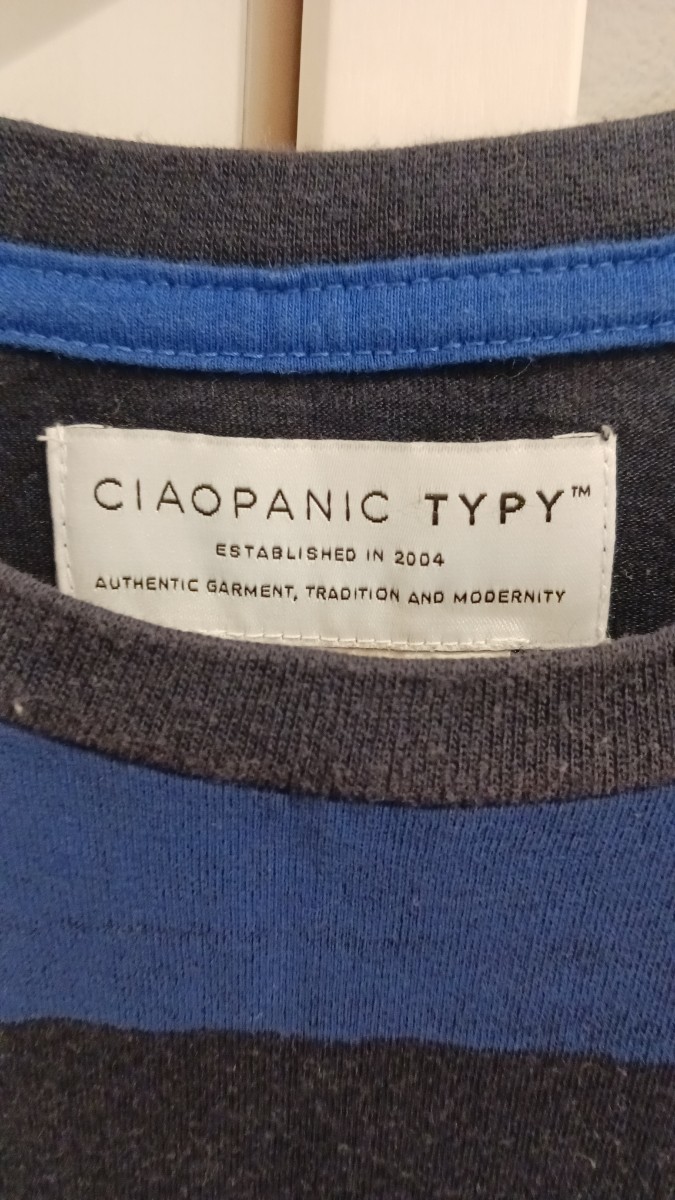 CIAOPANIC TYPY™
ESTABLISHED IN 2004
AUTHENTIC GARMENT, TRADITION AND MODERNITY